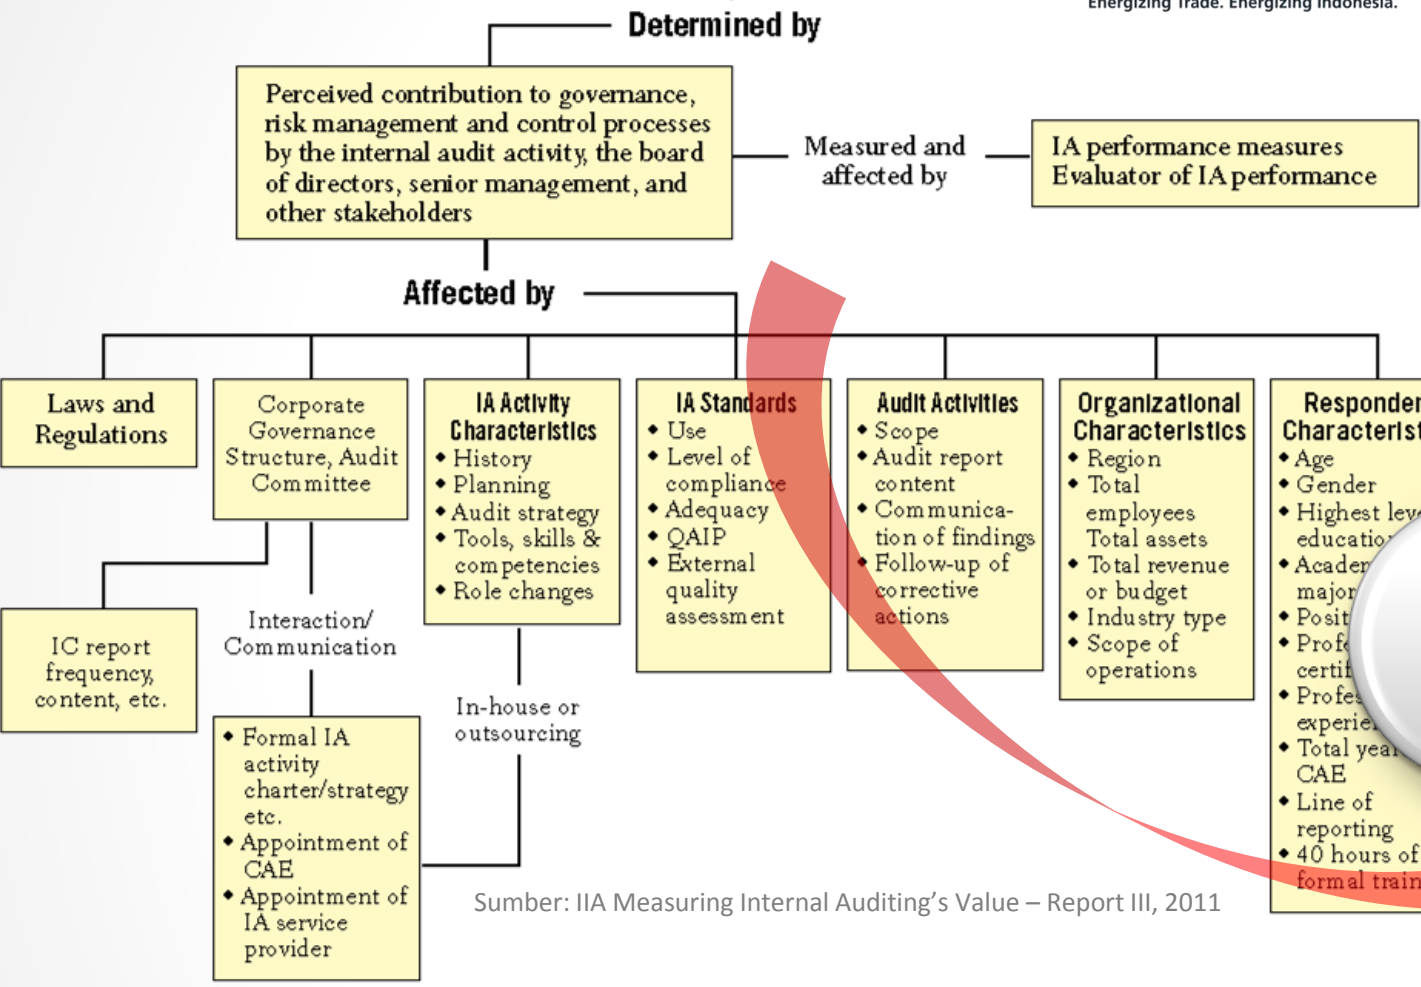 Energizing Trade. Energizing Indonesia.
Determined by
Perceived contribution to governance,
risk management and control processes
by the internal audit activity, the board
of directors, senior management, and
other stakeholders
Measured and
affected by
IA performance measures
Evaluator of IA performance
Affected by
Laws and
Regulations
Corporate
Governance
Structure, Audit
Committee
IC report
frequency,
content, etc.
Interaction/
Communication
◆ Formal IA
activity
charter/strategy
etc.
◆ Appointment of
CAE
◆ Appointment of
IA service
provider
IA Activity
Characteristics
◆ History
◆ Planning
◆ Audit strategy
◆ Tools, skills &
competencies
◆ Role changes
In-house or
outsourcing
IA Standards
◆ Use
◆ Level of
compliance
◆ Adequacy
◆ QAIP
◆ External
quality
assessment
Audit Activities
◆ Scope
◆ Audit report
content
◆ Communica-
tion of findings
◆ Follow-up of
corrective
actions
Organizational
Characteristics
◆ Region
◆ Total
employees
Total assets
◆ Total revenue
or budget
◆ Industry type
◆ Scope of
operations
◆ Age
◆ Gender
◆ Highest
◆ Total
CAE
◆ Line of
reporting
◆ 40 hours of
formal
Sumber: IIA Measuring Internal Auditing's Value – Report III, 2011